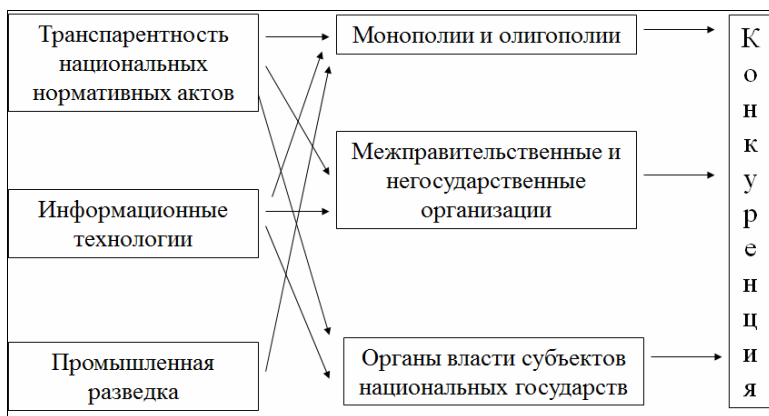 Транспарентность
национальных
нормативных актов
Информационные
технологии
Промышленная
разведка
Монополии и олигополии
Межправительственные и
негосударственные
организации
Органы власти субъектов
национальных государств
К
о
н
к
у
р
е
н
ц
и
я